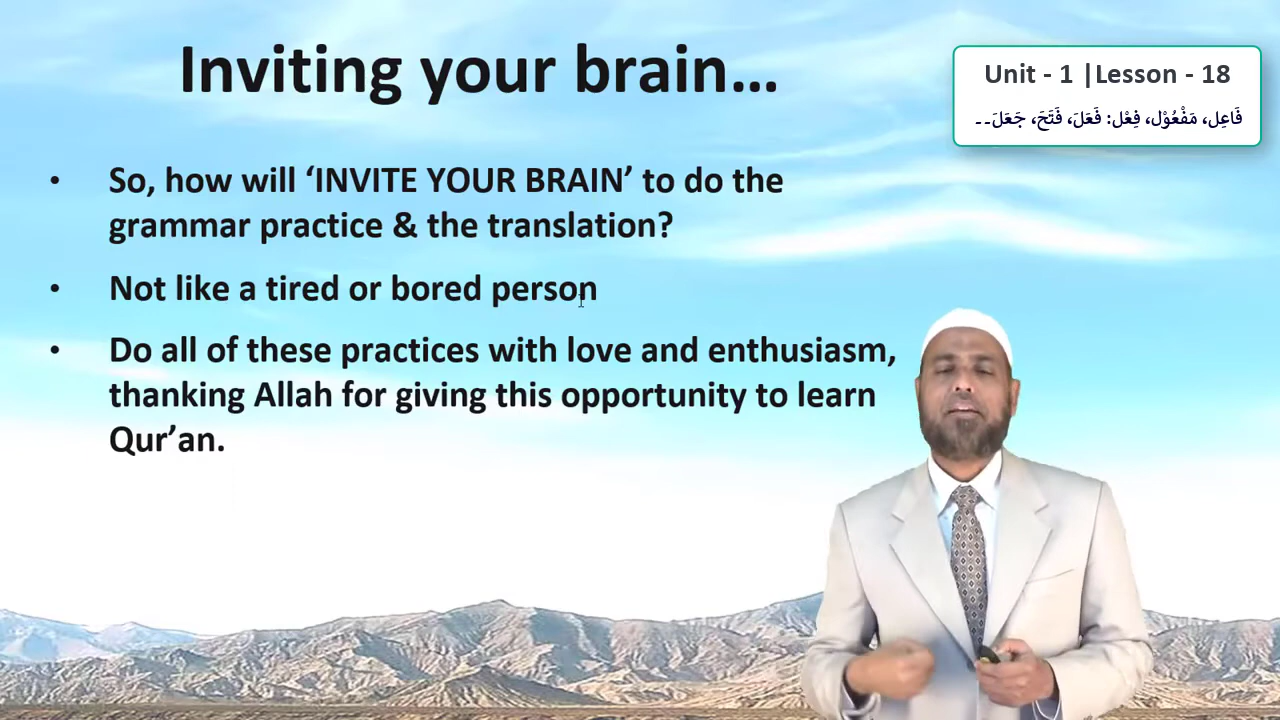 Inviting your brain...
Unit - 1 |Lesson - 18
فَاعِل، مَفْعُوْل، فِعْل: فَعَلَ، فَتَحَ، جَعَلَ۔۔
• So, how will ‘INVITE YOUR BRAIN’ to do the
grammar practice & the translation?
• Not like a tired or bored person
• Do all of these practices with love and enthusiasm,
thanking Allah for giving this opportunity to learn
Qur’an.